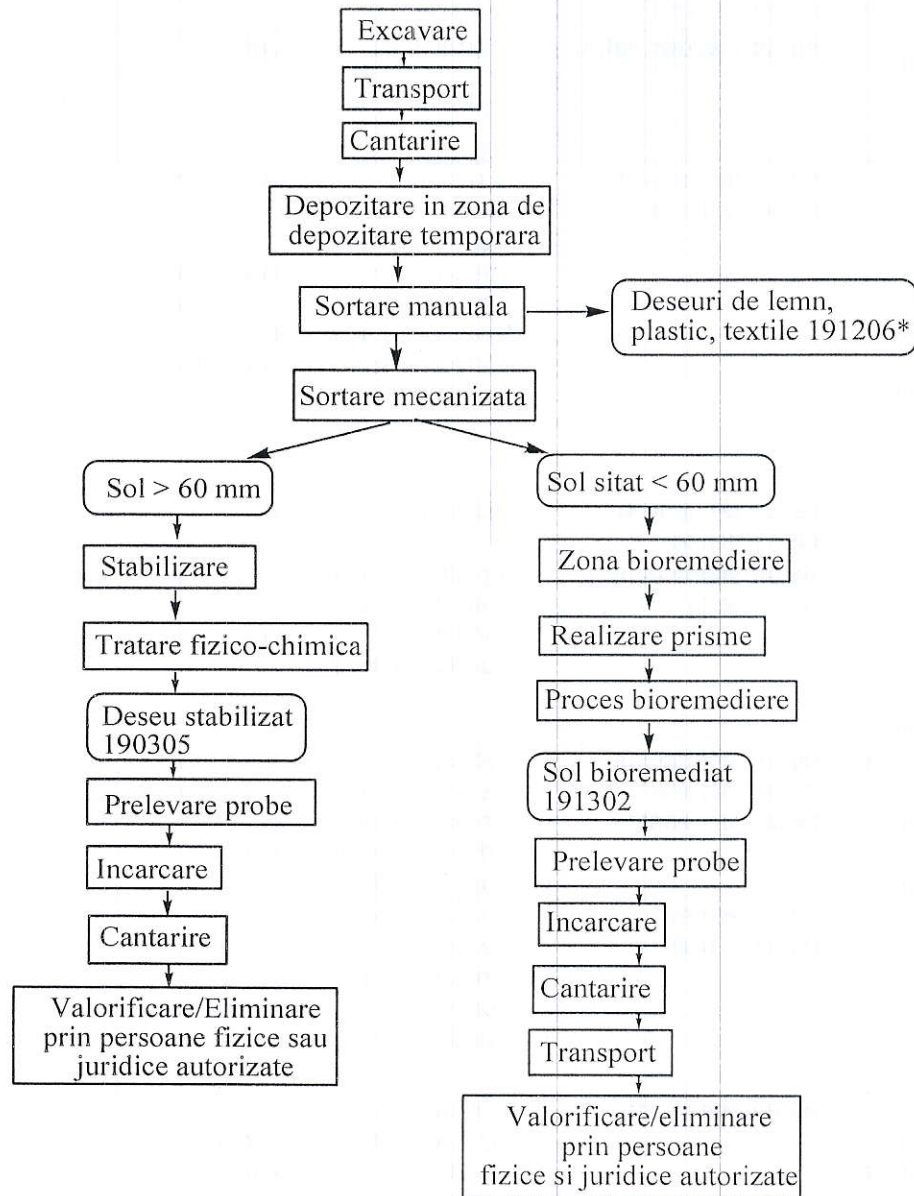 Excavare
Transport
Cantarire
Depozitare in zona de
depozitare temporara
Sortare manuala
Deseuri de lemn,
plastic, textile 191206*
Sortare mecanizata
Sol > 60 mm
Stabilizare
Tratare fizico-chimica
Deseu stabilizat
190305
Prelevare probe
Incarcare
Cantarire
Valorificare/Eliminare
prin persoane fizice sau
juridice autorizate
Sol sitat < 60 mm
Zona bioremediere
Realizare prisme
Proces bioremediere
Sol bioremediat
191302
Prelevare probe
Incarcare
Cantarire
Transport
Valorificare/eliminare
prin persoane
fizice si juridice autorizate